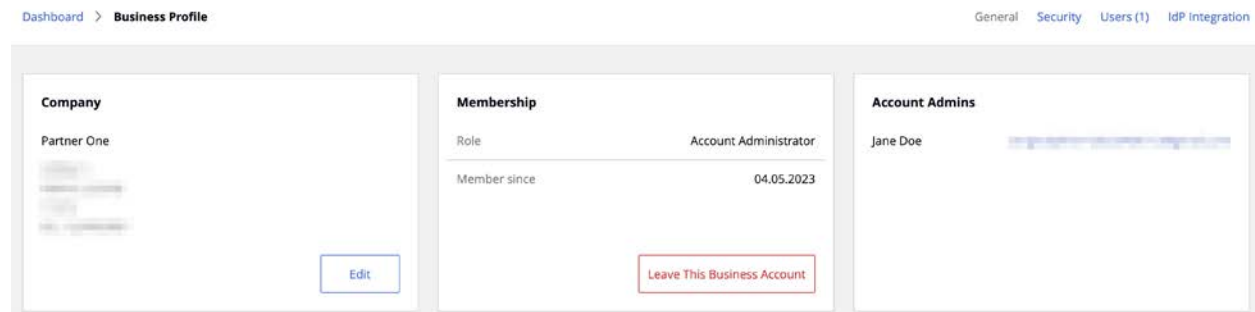 Dashboard > Business Profile
General Security Users (1) IdP Integration
Company
Partner One
Edit
Membership
Role Account Administrator
Member since 04.05.2023
Leave This Business Account
Account Admins
Jane Doe